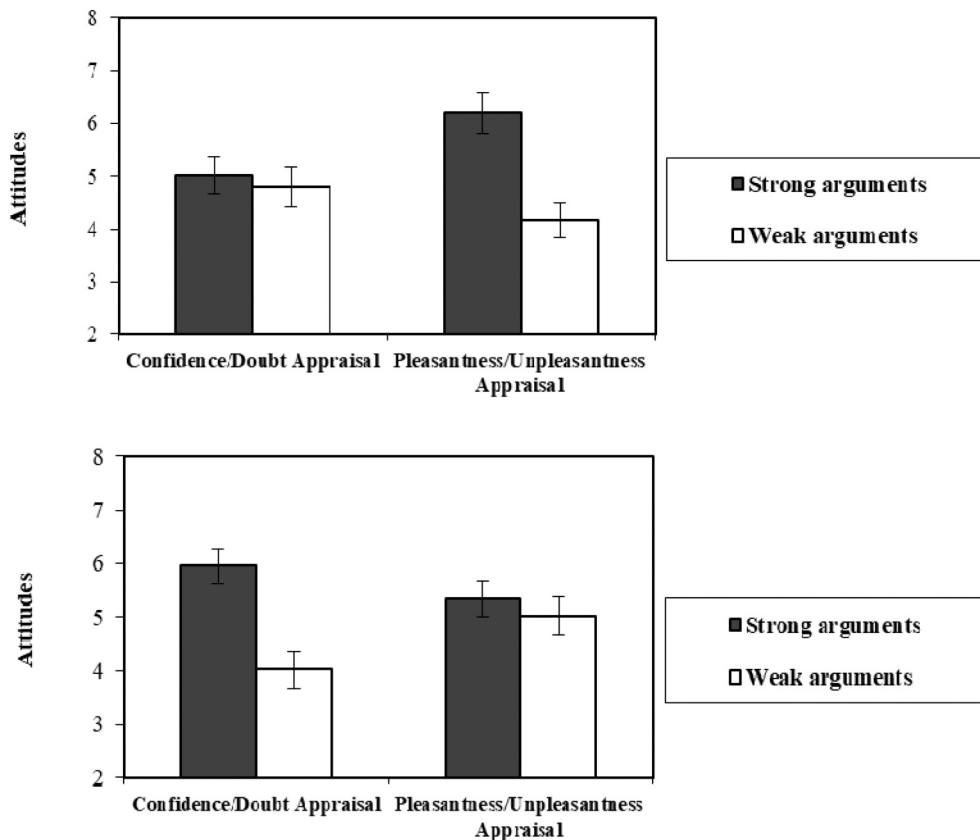 8
7
6
5
4
3
2
Attitudes
Confidence/Doubt Appraisal
Pleasantness/Unpleasantness
Appraisal
Strong arguments
Weak arguments
8
7
6
5
4
3
2
Attitudes
Confidence/Doubt Appraisal
Pleasantness/Unpleasantness
Appraisal
Strong arguments
Weak arguments